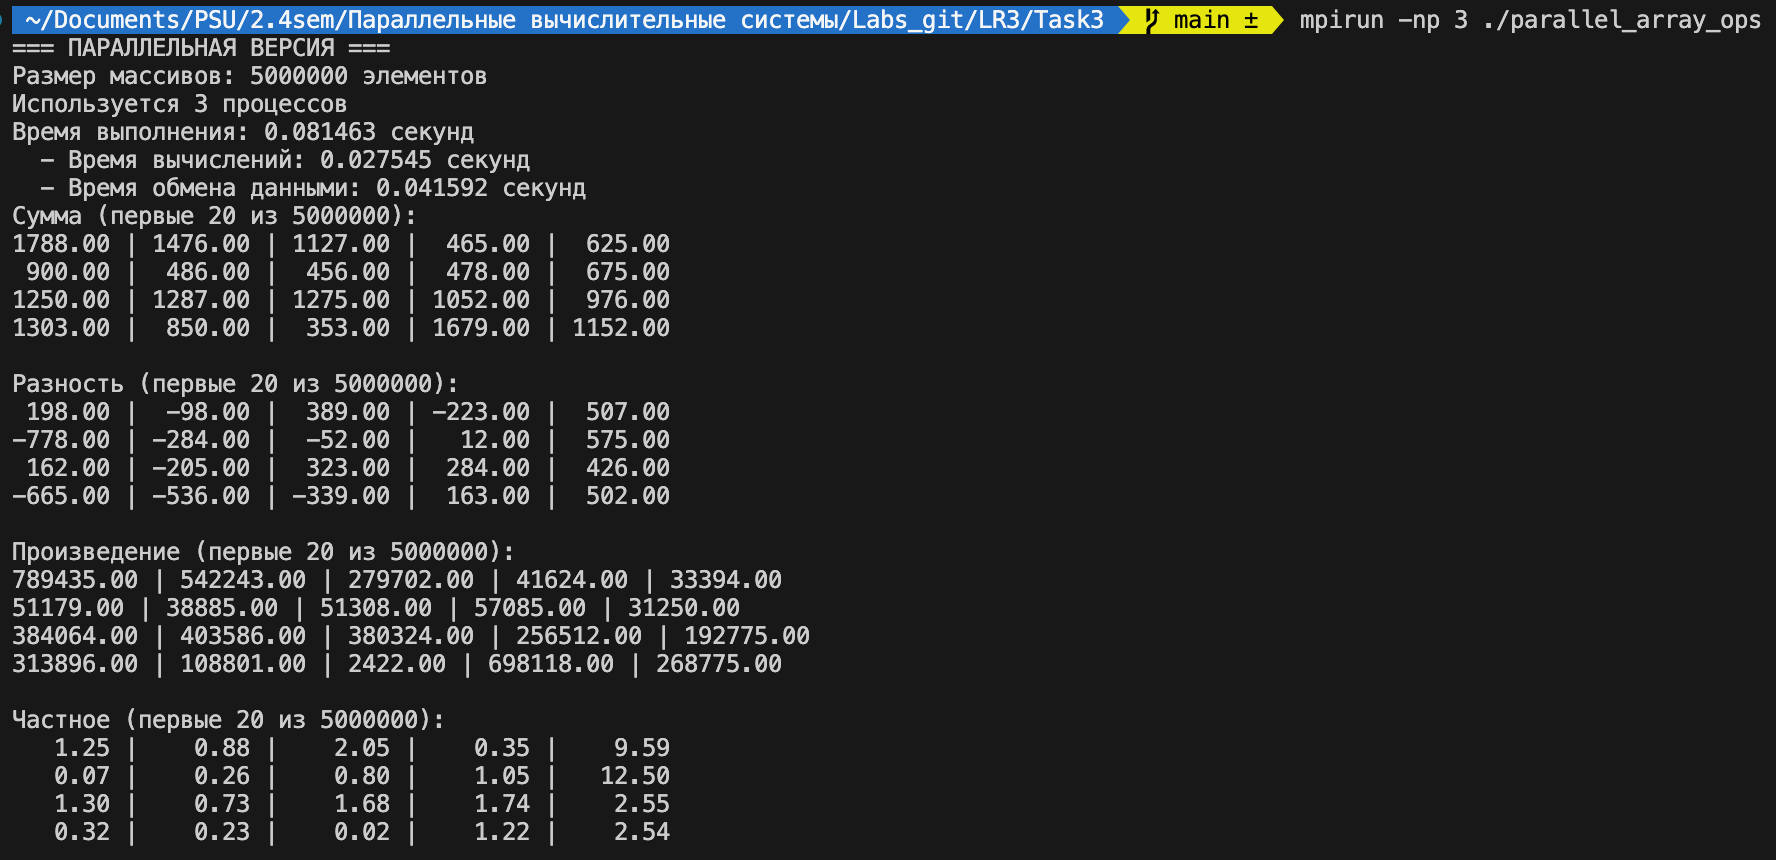 ~/Documents/PSU/2.4sem/Параллельные вычислительные системы/Labs_git/LR3/Task3 main ± mpirun -np 3 ./parallel_array_ops
=== ПАРАЛЛЕЛЬНАЯ ВЕРСИЯ ===
Размер массивов: 5000000 элементов
Используется 3 процессов
Время выполнения: 0.081463 секунд
  - Время вычислений: 0.027545 секунд
  - Время обмена данными: 0.041592 секунд
Сумма (первые 20 из 5000000):
1788.00 | 1476.00 | 1127.00 |  465.00 |  625.00
 900.00 |  486.00 |  456.00 |  478.00 |  675.00
1250.00 | 1287.00 | 1275.00 | 1052.00 |  976.00
1303.00 |  850.00 |  353.00 | 1679.00 | 1152.00

Разность (первые 20 из 5000000):
 198.00 |  -98.00 |  389.00 | -223.00 |  507.00
-778.00 | -284.00 |  -52.00 |   12.00 |  575.00
 162.00 | -205.00 |  323.00 |  284.00 |  426.00
-665.00 | -536.00 | -339.00 |  163.00 |  502.00

Произведение (первые 20 из 5000000):
789435.00 | 542243.00 | 279702.00 | 41624.00 | 33394.00
51179.00 | 38885.00 | 51308.00 | 57085.00 | 31250.00
384064.00 | 403586.00 | 380324.00 | 256512.00 | 192775.00
313896.00 | 108801.00 | 2422.00 | 698118.00 | 268775.00

Частное (первые 20 из 5000000):
   1.25 |    0.88 |    2.05 |    0.35 |    9.59
   0.07 |    0.26 |    0.80 |    1.05 |   12.50
   1.30 |    0.73 |    1.68 |    1.74 |    2.55
   0.32 |    0.23 |    0.02 |    1.22 |    2.54